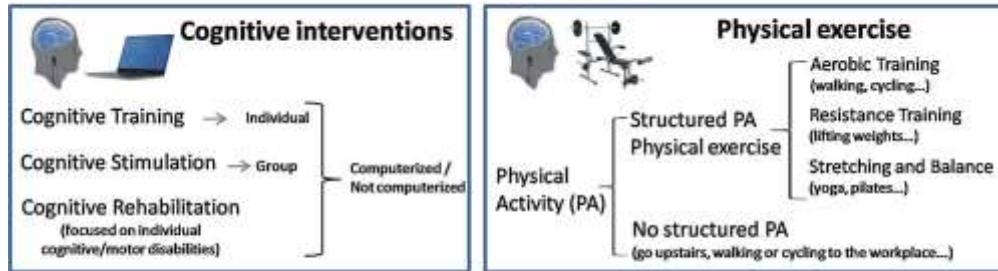 Cognitive interventions
Cognitive Training → Individual
Cognitive Stimulation → Group
Cognitive Rehabilitation
(focused on individual
cognitive/motor disabilities)
Computerized /
Not computerized
Physical exercise
Physical
Activity (PA)
Structured PA
Physical exercise
Aerobic Training
(walking, cycling...)
Resistance Training
(lifting weights...)
Stretching and Balance
(yoga, pilates...)
No structured PA
(go upstairs, walking or cycling to the workplace...)